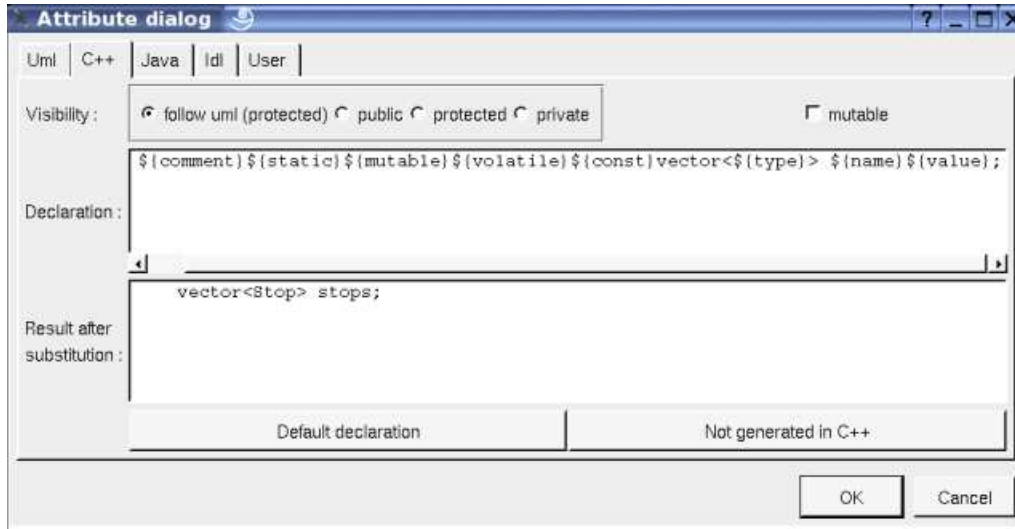 Attribute dialog
Uml C++ Java Idl User
Visibility : follow uml (protected) public protected private mutable
${comment}${static}${mutable}${volatile}${const}vector<${type}> ${name}${value};
Declaration :
vector<Stop> stops;
Result after
substitution :
Default declaration Not generated in C++
OK Cancel